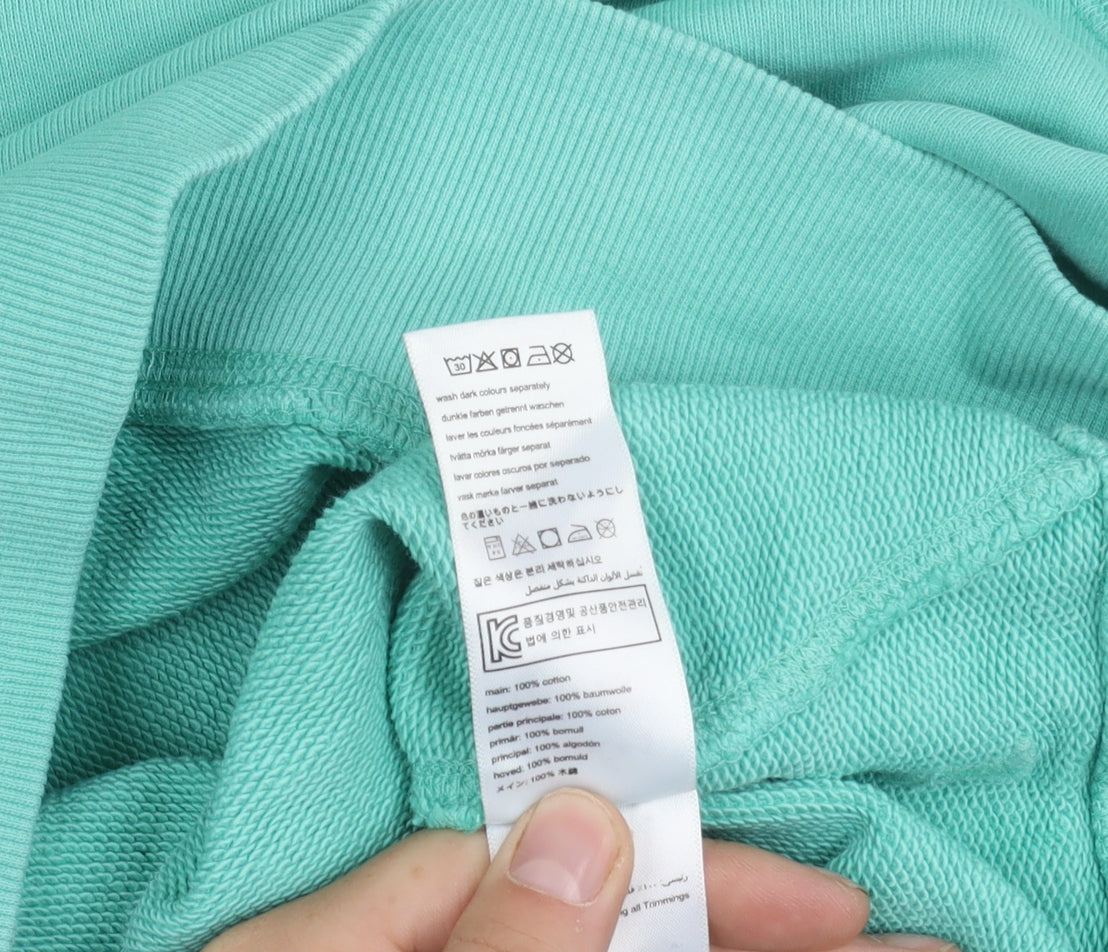 30
wash dark colours separately
dunkle farben getrennt waschen
laver les couleurs foncées séparément
tvätta mörka färger separat
lavar colores oscuros por separado
vask mørke farver separat
色の濃いものと一緒に洗わないようにし
てください
짙은 색상은 분리 세탁하십시오
تغسل الألوان الداكنة بشكل منفصل
KC 품질경영및 공산품안전관리
법에 의한 표시
main: 100% cotton
hauptgewebe: 100% baumwolle
partie principale: 100% coton
primär: 100% bomull
principal: 100% algodón
hoved: 100% bomuld
メイン: 100% 木綿
all Trimmings